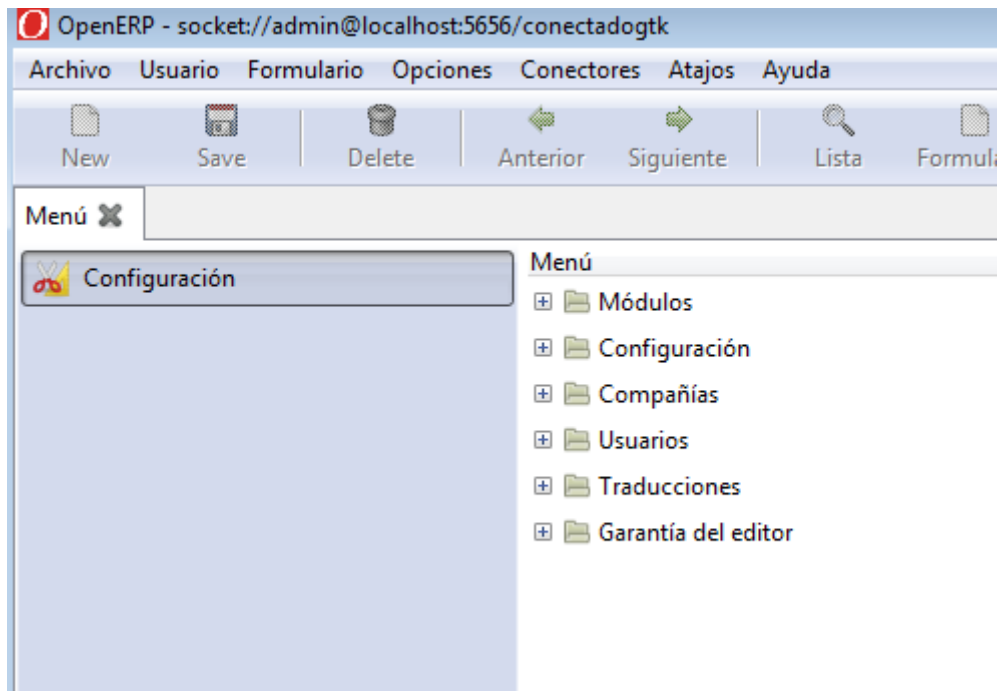 OpenERP - socket://admin@localhost:5656/conectadogtk
Archivo Usuario Formulario Opciones Conectores Atajos Ayuda
New Save Delete Anterior Siguiente Lista Formula
Menú
Configuración
Menú
Módulos
Configuración
Compañías
Usuarios
Traducciones
Garantía del editor